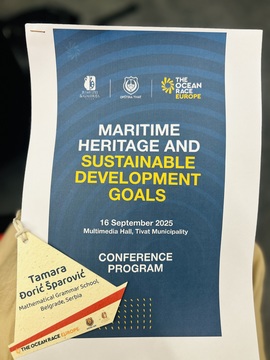 THE
OCEAN
RACE
EUROPE
MARITIME
HERITAGE AND
SUSTAINABLE
DEVELOPMENT
GOALS
16 September 2025
Multimedia Hall, Tivat Municipality
CONFERENCE
PROGRAM
Tamara
Đorić Šparović
Mathematical Grammar School,
Belgrade, Serbia
THE OCEAN RACE EUROPE